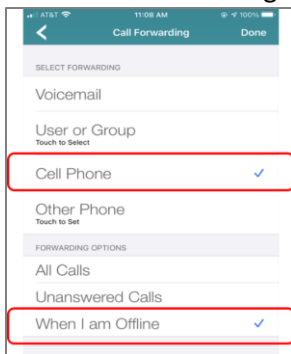 AT&T 11:08 AM 100%
Call Forwarding Done
SELECT FORWARDING
Voicemail
User or Group
Touch to Select
Cell Phone
Other Phone
Touch to Set
FORWARDING OPTIONS
All Calls
Unanswered Calls
When I am Offline